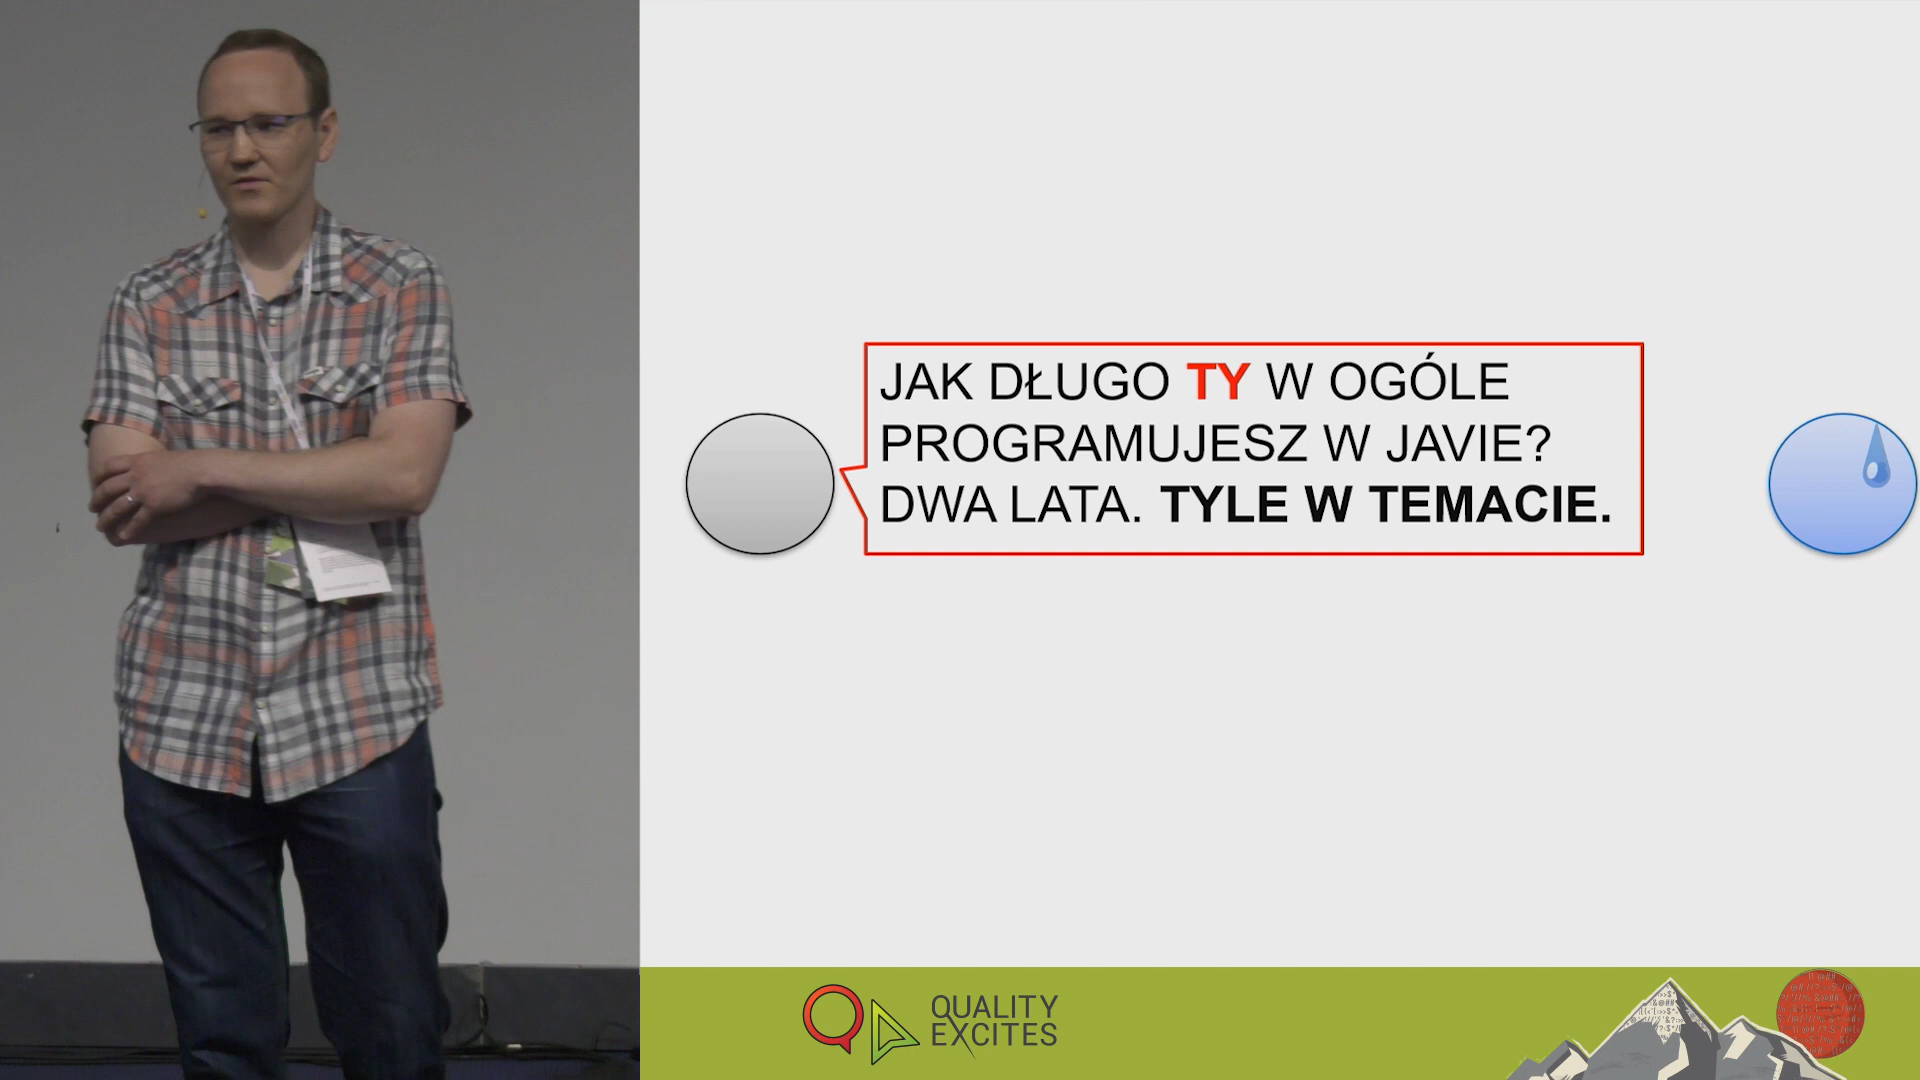 JAK DŁUGO TY W OGÓLE
PROGRAMUJESZ W JAVIE?
DWA LATA. TYLE W TEMACIE.
QUALITY
EXCITES